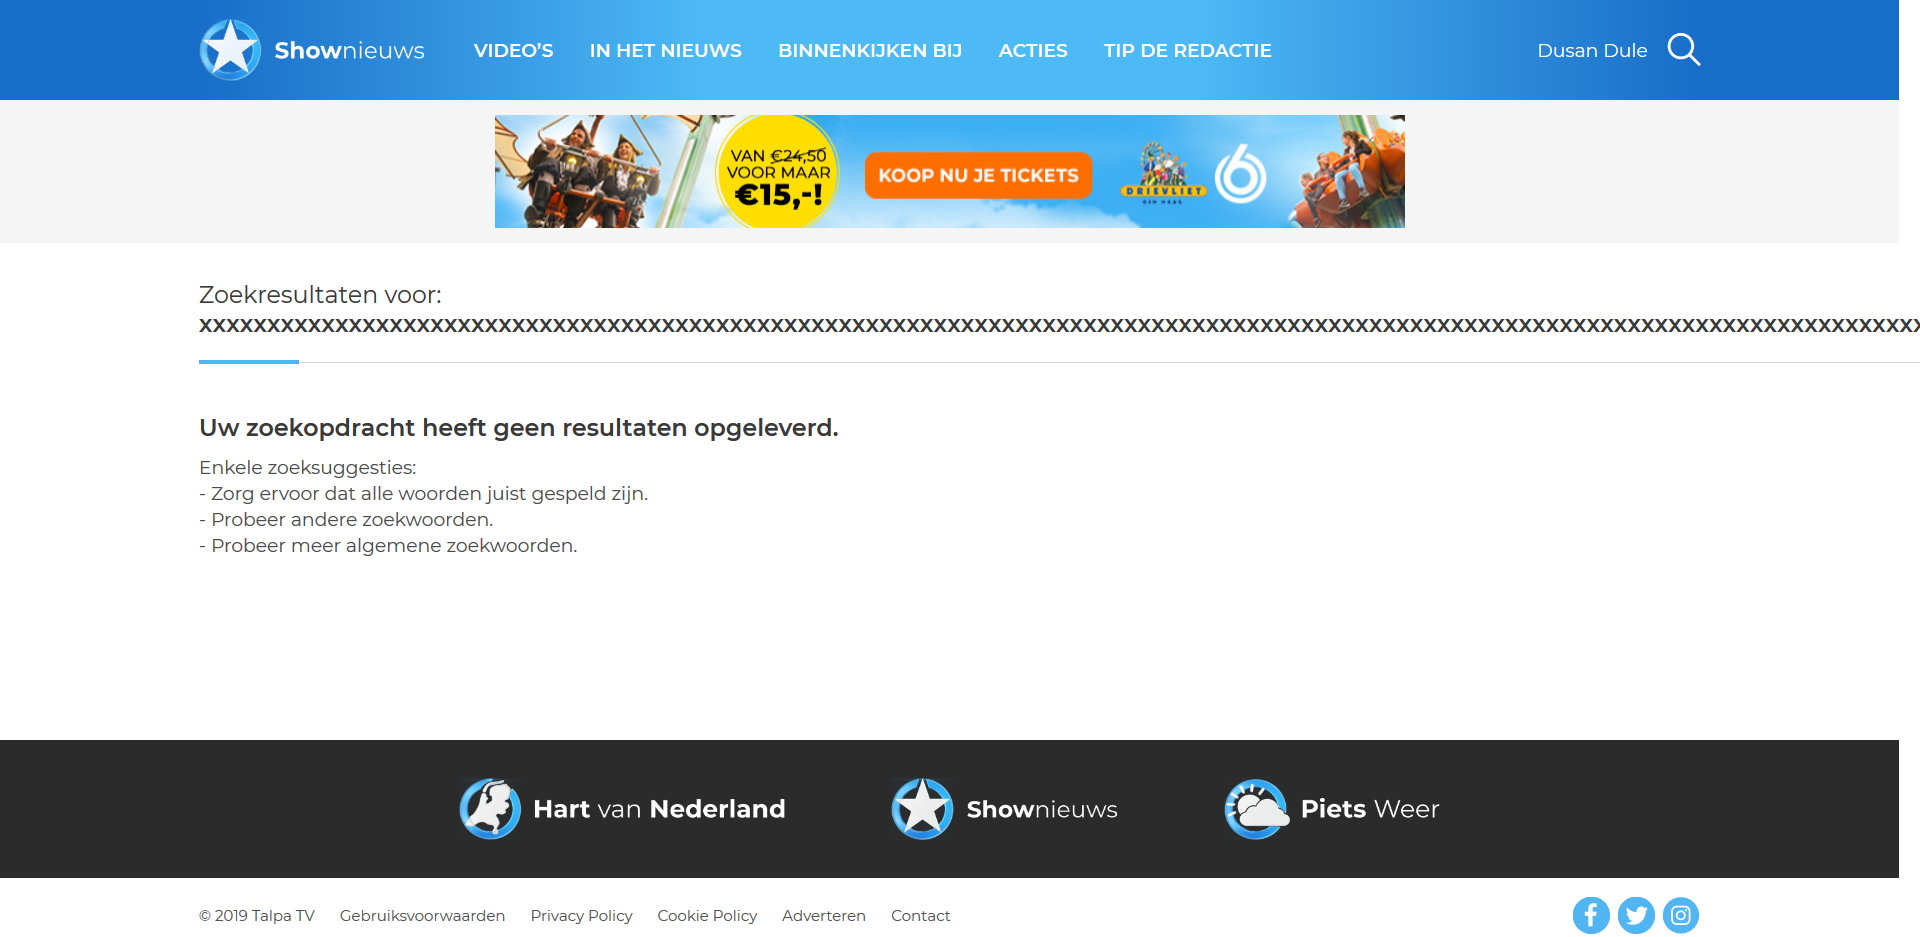 Shownieuws VIDEO’S IN HET NIEUWS BINNENKIJKEN BIJ ACTIES TIP DE REDACTIE Dusan Dule
VAN €24,50
VOOR MAAR
€15,-!
KOOP NU JE TICKETS
DRIEVLIET
DEN HAAG
6
Zoekresultaten voor:
xxxxxxxxxxxxxxxxxxxxxxxxxxxxxxxxxxxxxxxxxxxxxxxxxxxxxxxxxxxxxxxxxxxxxxxxxxxxxxxxxxxxxxxxxxxxxxxxxxxxxxxxxxxxxxxxxxxxxxxxxxxxxxx
Uw zoekopdracht heeft geen resultaten opgeleverd.
Enkele zoeksuggesties:
- Zorg ervoor dat alle woorden juist gespeld zijn.
- Probeer andere zoekwoorden.
- Probeer meer algemene zoekwoorden.
Hart van Nederland Shownieuws Piets Weer
© 2019 Talpa TV Gebruiksvoorwaarden Privacy Policy Cookie Policy Adverteren Contact